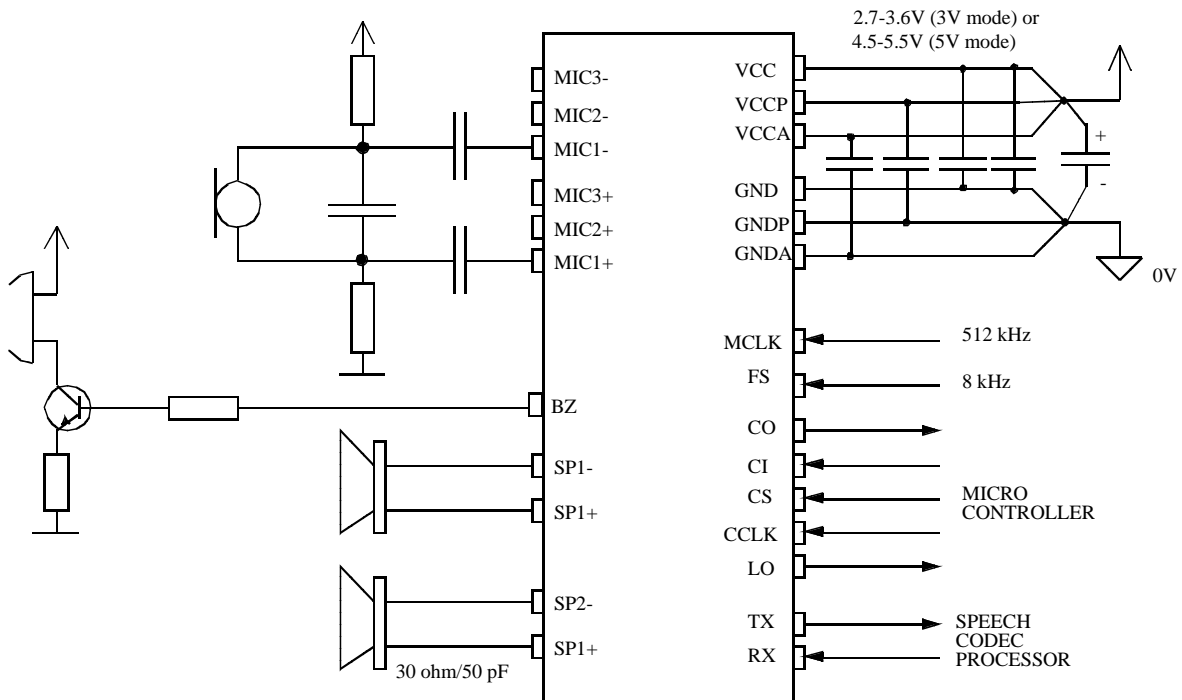 2.7-3.6V (3V mode) or
4.5-5.5V (5V mode)
MIC3-
MIC2-
MIC1-
MIC3+
MIC2+
MIC1+
BZ
SP1-
SP1+
SP2-
SP1+
30 ohm/50 pF
VCC
VCCP
VCCA
GND
GNDP
GNDA
+
-
0V
MCLK
512 kHz
FS
8 kHz
CO
CI
CS
CCLK
LO
MICRO
CONTROLLER
TX
RX
SPEECH
CODEC
PROCESSOR